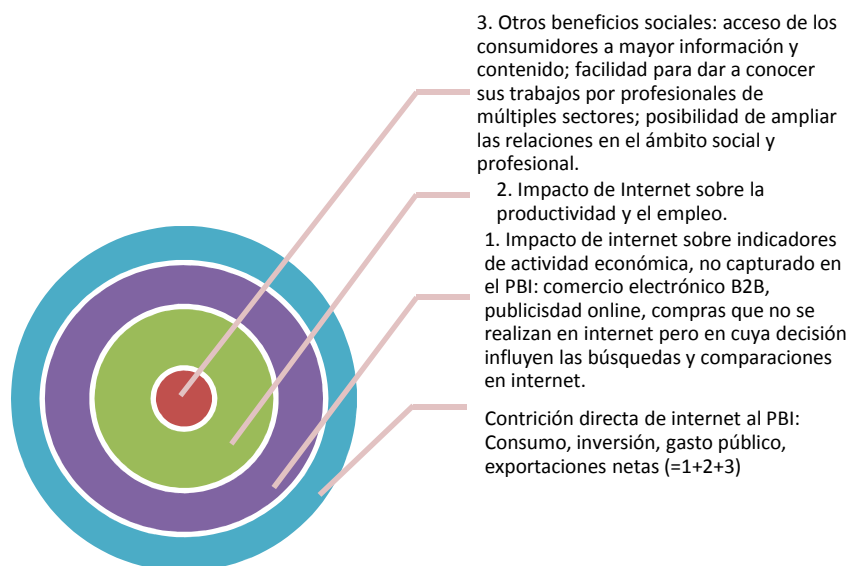 3. Otros beneficios sociales: acceso de los
consumidores a mayor información y
contenido; facilidad para dar a conocer
sus trabajos por profesionales de
múltiples sectores; posibilidad de ampliar
las relaciones en el ámbito social y
profesional.
2. Impacto de Internet sobre la
productividad y el empleo.
1. Impacto de internet sobre indicadores
de actividad económica, no capturado en
el PBI: comercio electrónico B2B,
publicisdad online, compras que no se
realizan en internet pero en cuya decisión
influyen las búsquedas y comparaciones
en internet.
Contrición directa de internet al PBI:
Consumo, inversión, gasto público,
exportaciones netas (=1+2+3)